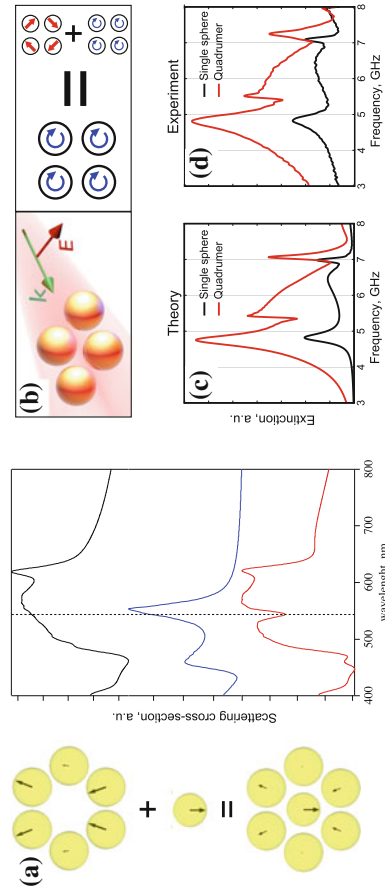 (a)
+
=
Scattering cross-section, a.u.
400
500
600
800
wavelenght, nm
(b)
k
E
=
+
Theory
(c)
Single sphere
Quadrumer
Extinction, a.u.
3
4
5
6
7
8
Frequency, GHz
Experiment
(d)
Single sphere
Quadrumer
3
4
5
6
7
8
Frequency, GHz